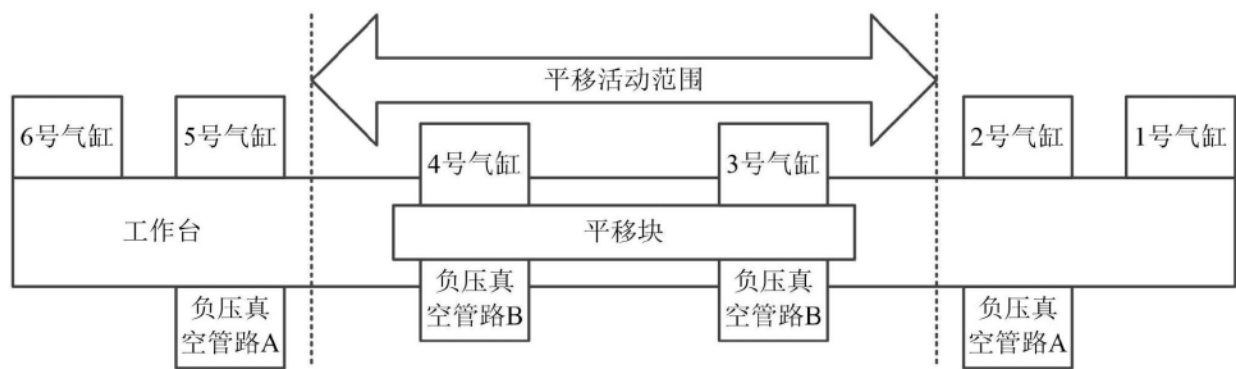 平移活动范围
6号气缸
5号气缸
4号气缸
3号气缸
2号气缸
1号气缸
工作台
平移块
负压真
空管路A
负压真
空管路B
负压真
空管路B
负压真
空管路A